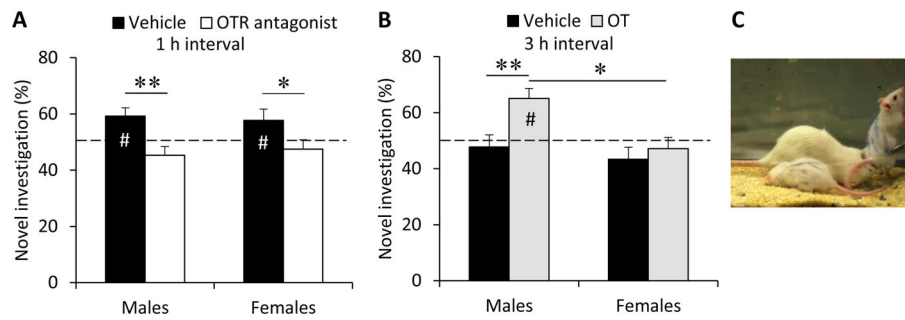 A
Vehicle OTR antagonist
1 h interval
Novel investigation (%)
80
60
40
20
0
**
*
#
#
Males Females
B
Vehicle OT
3 h interval
Novel investigation (%)
80
60
40
20
0
**
*
#
Males Females
C